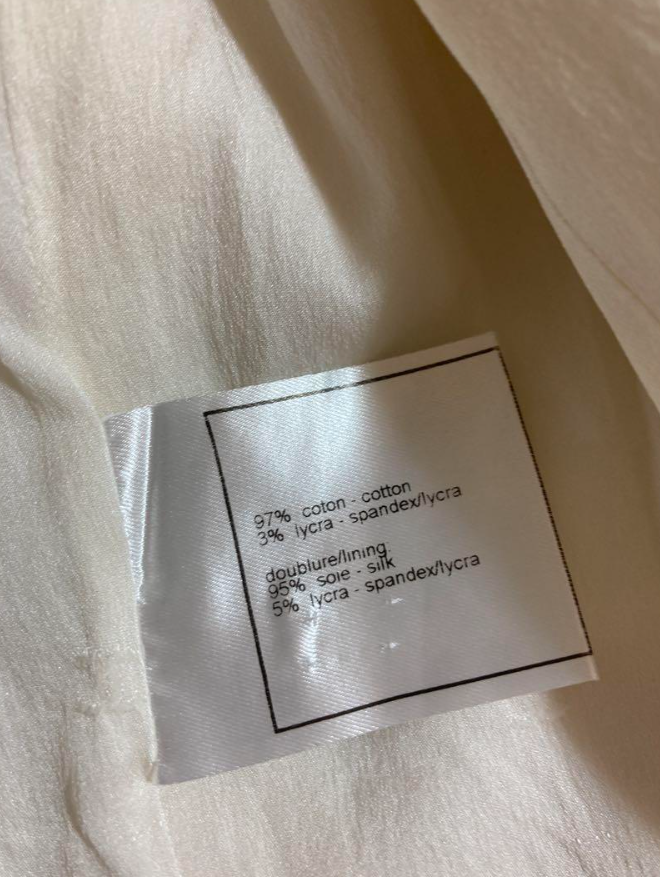 97% coton - cotton
3% lycra - spandex/lycra
doublure/lining:
95% soie - silk
5% lycra - spandex/lycra